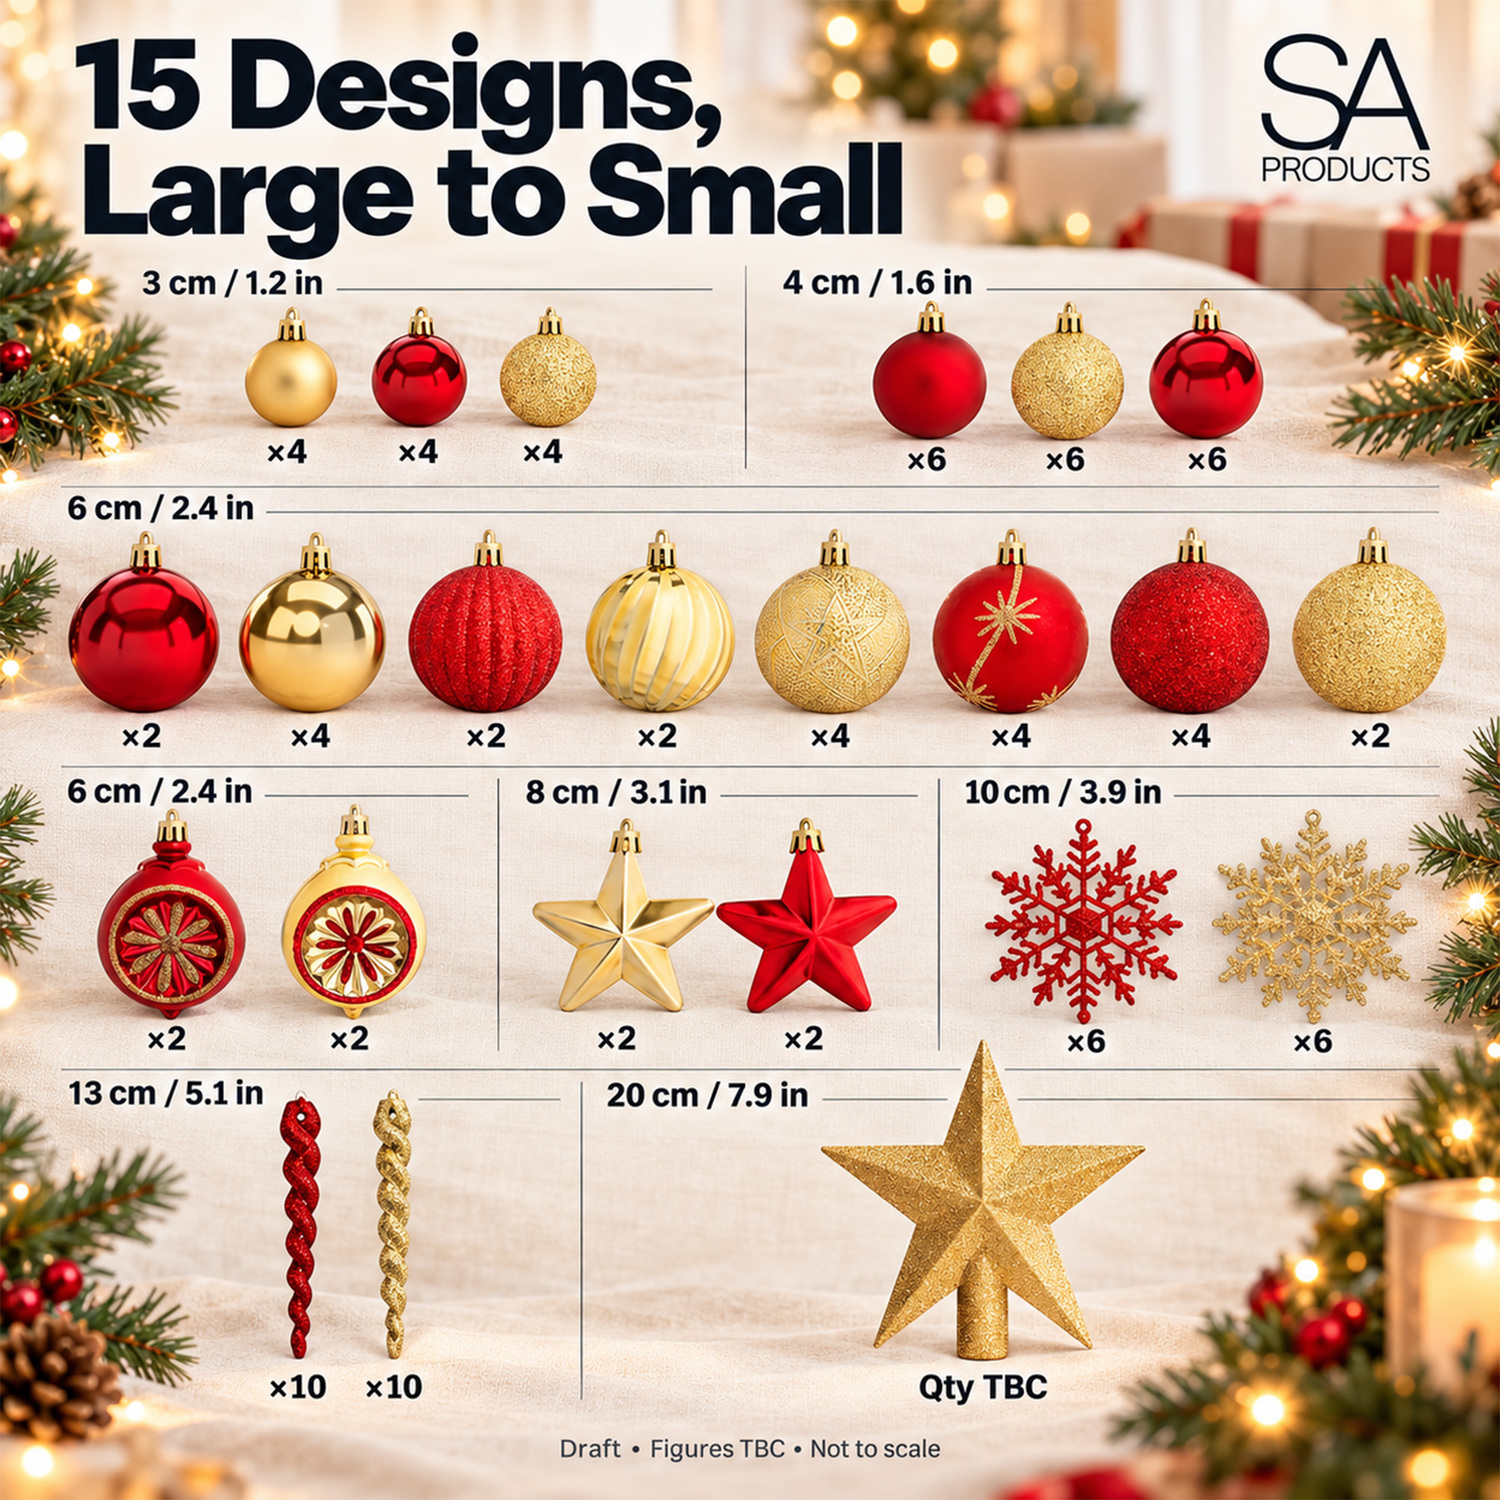 15 Designs,
Large to Small
SA
PRODUCTS
3 cm / 1.2 in
×4
×4
×4
4 cm / 1.6 in
×6
×6
×6
6 cm / 2.4 in
×2
×4
×2
×2
×4
×4
×4
×2
6 cm / 2.4 in
×2
×2
8 cm / 3.1 in
×2
×2
10 cm / 3.9 in
×6
×6
13 cm / 5.1 in
×10
×10
20 cm / 7.9 in
Qty TBC
Draft • Figures TBC • Not to scale